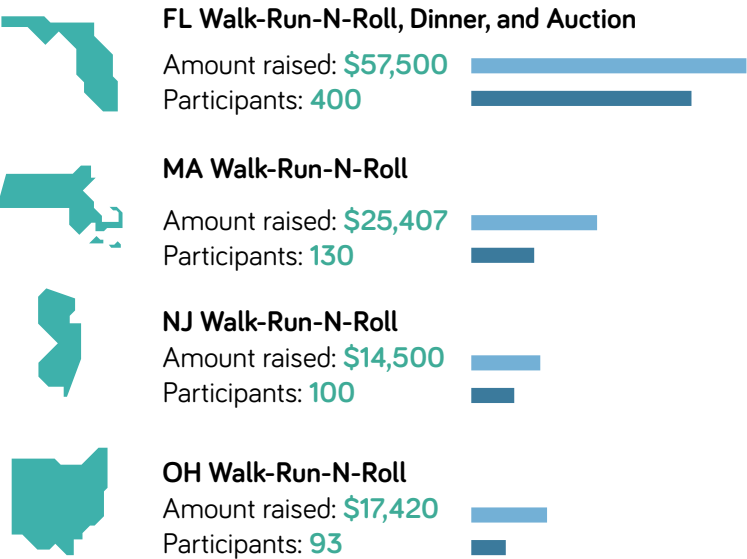 FL Walk-Run-N-Roll, Dinner, and Auction
Amount raised: $57,500
Participants: 400
MA Walk-Run-N-Roll
Amount raised: $25,407
Participants: 130
NJ Walk-Run-N-Roll
Amount raised: $14,500
Participants: 100
OH Walk-Run-N-Roll
Amount raised: $17,420
Participants: 93